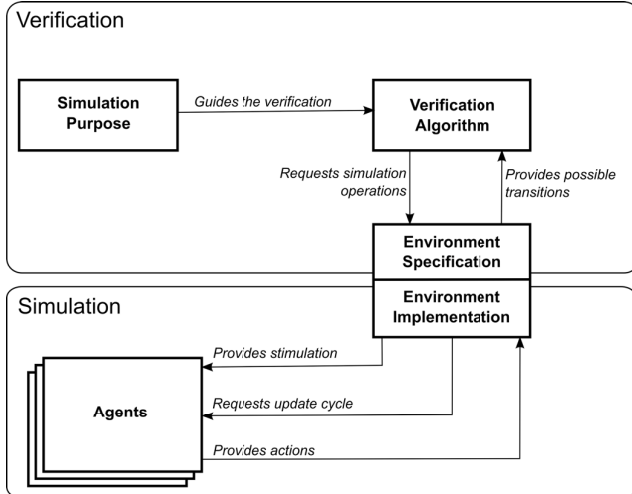 Verification
Simulation
Purpose
Guides the verification
Verification
Algorithm
Requests simulation
operations
Provides possible
transitions
Environment
Specification
Environment
Implementation
Simulation
Provides stimulation
Requests update cycle
Agents
Provides actions